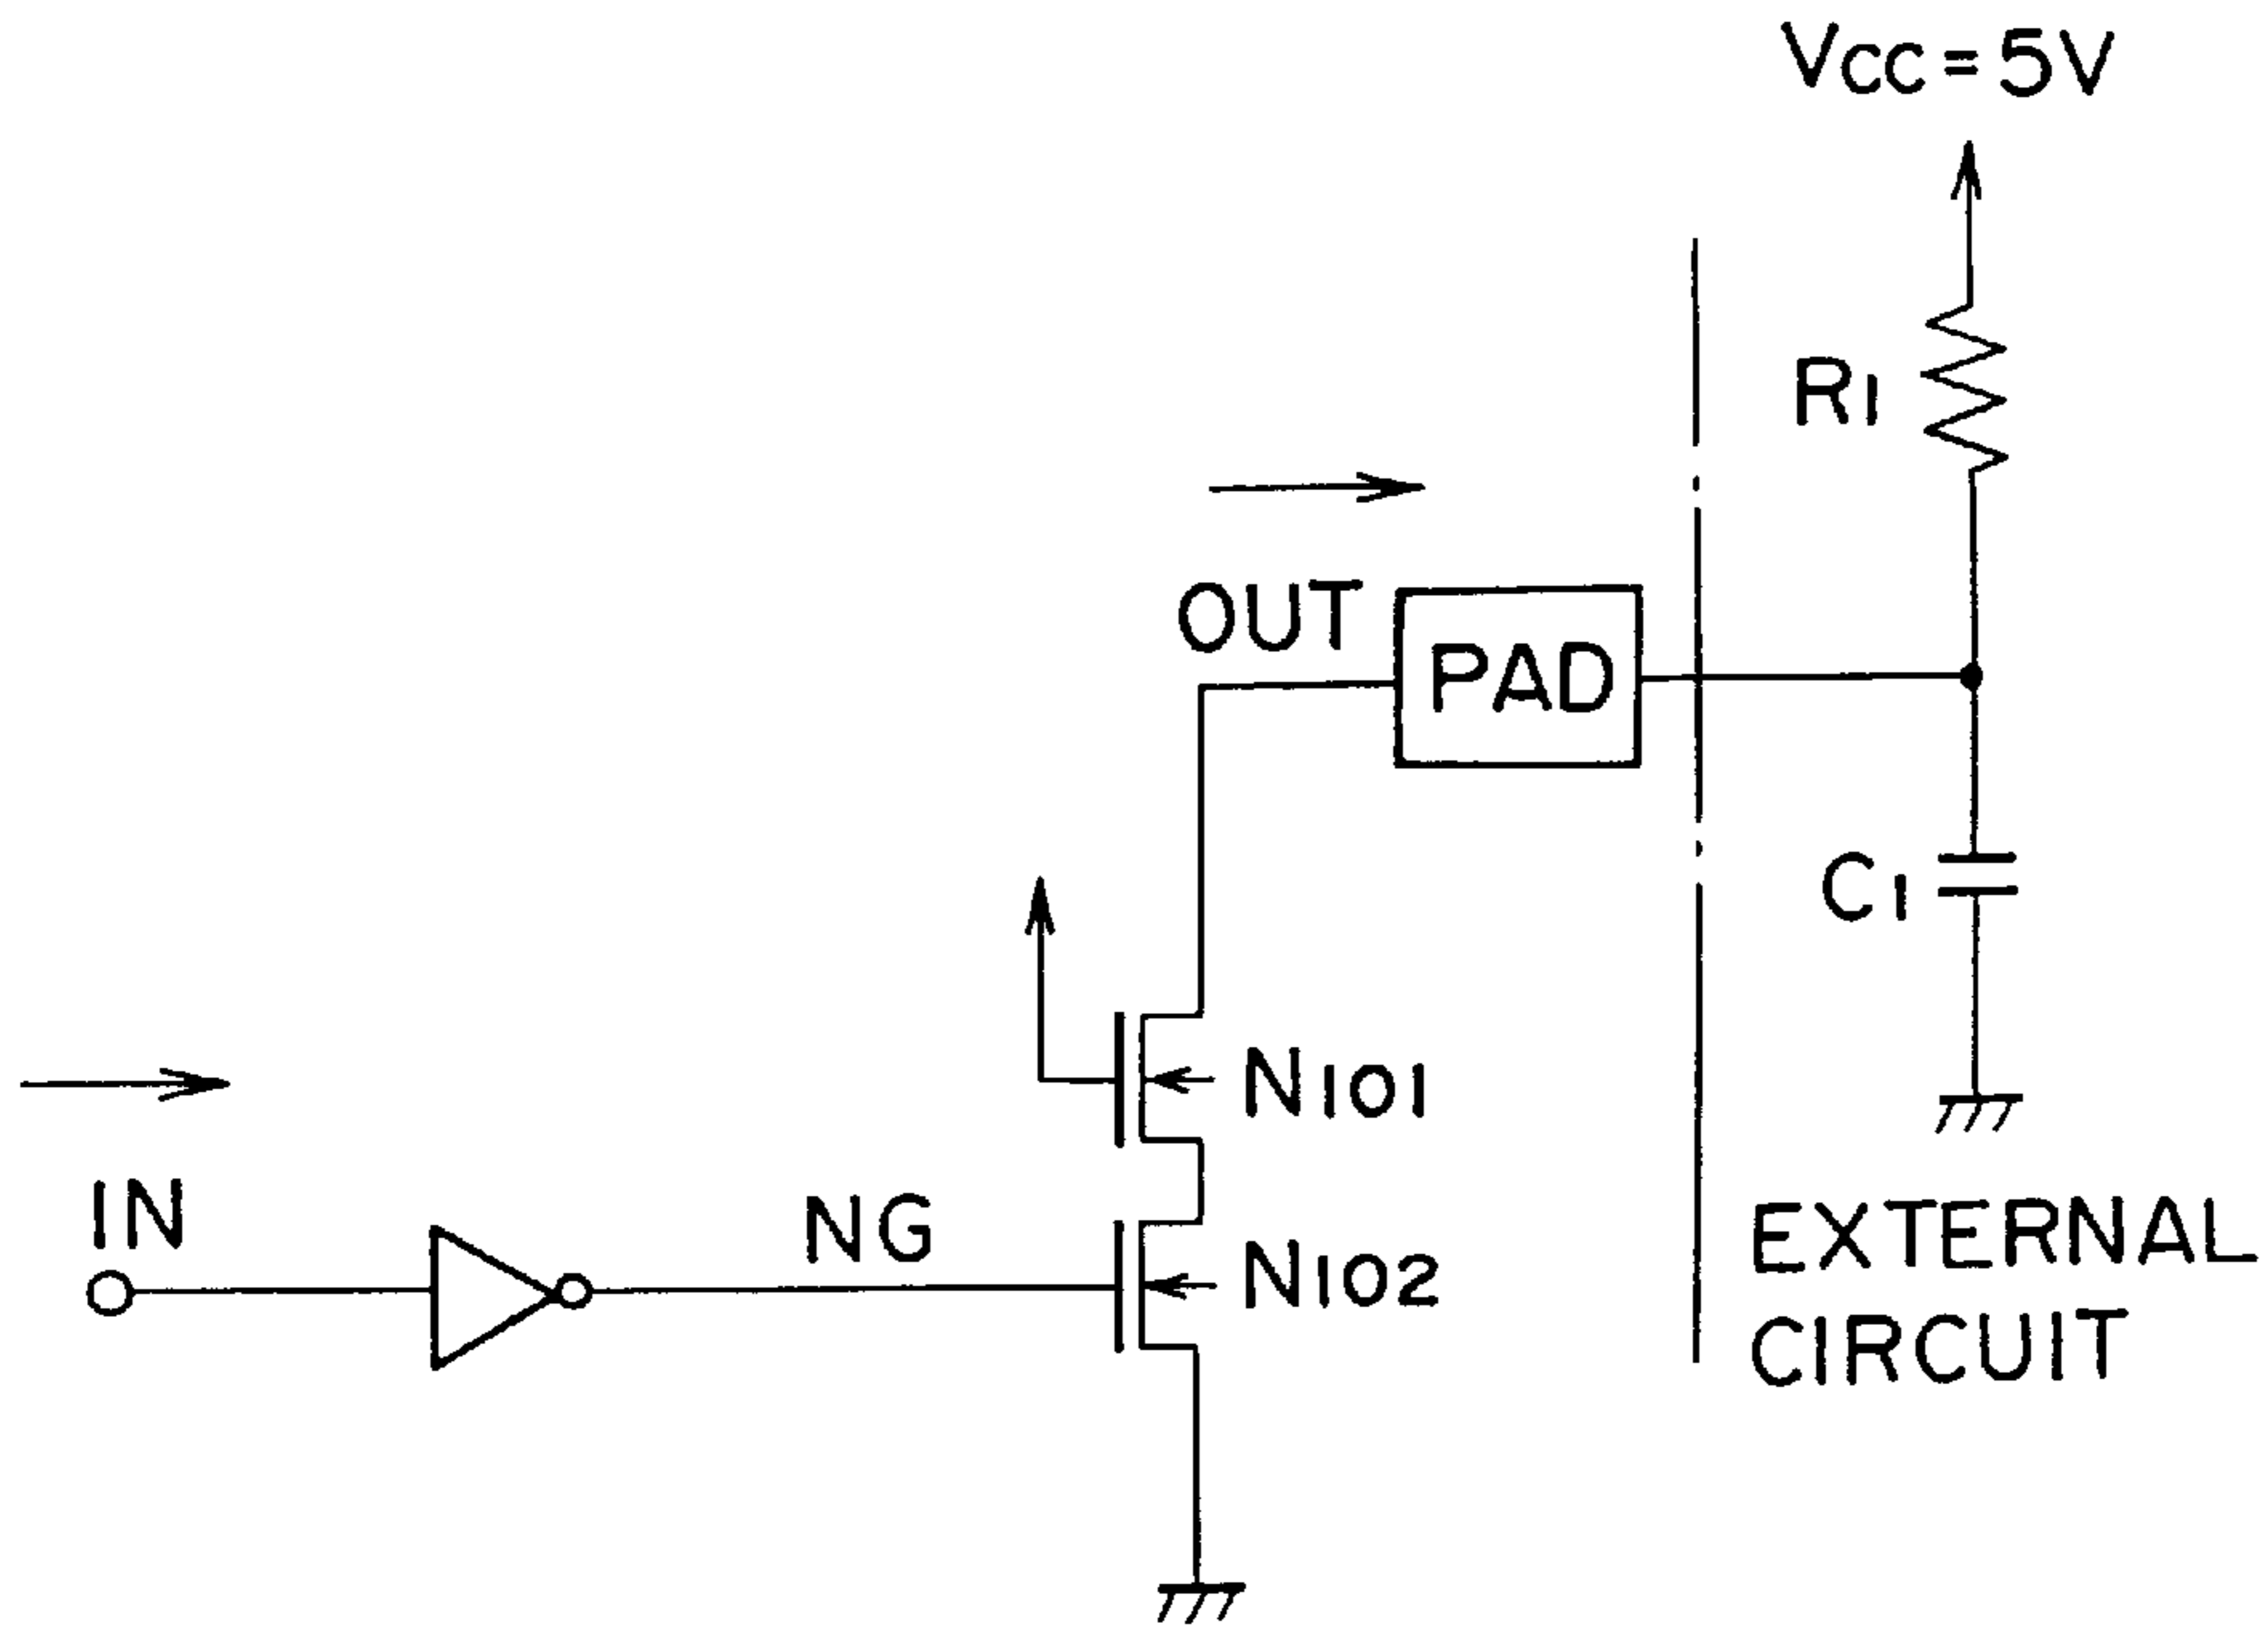 Vcc=5V
R1
OUT
PAD
C1
N101
IN
NG
N102
EXTERNAL
CIRCUIT